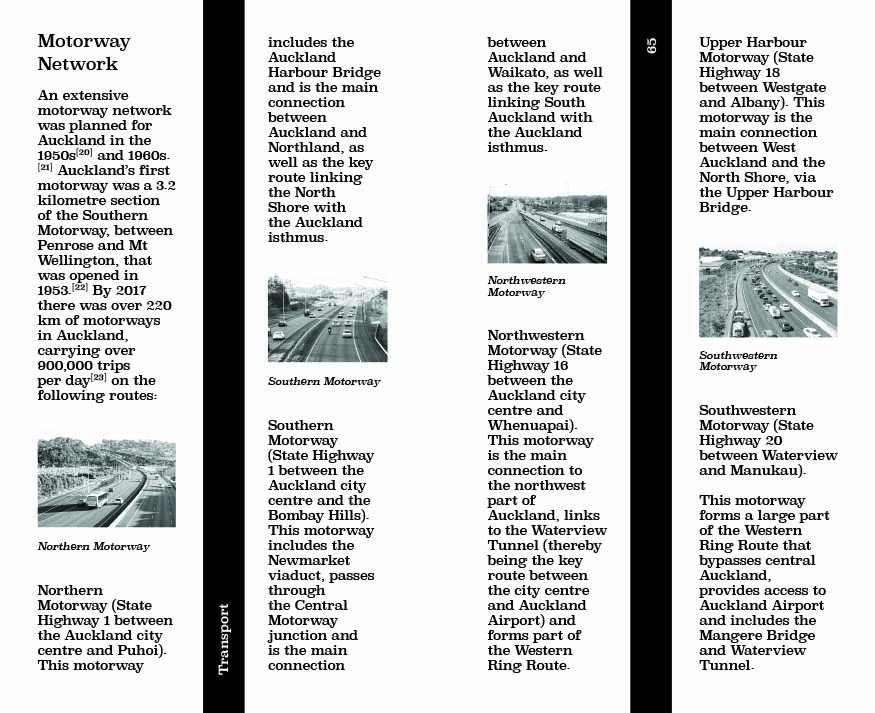 Motorway
Network
An extensive
motorway network
was planned for
Auckland in the
1950s[20] and 1960s.
[21] Auckland's first
motorway was a 3.2
kilometre section
of the Southern
Motorway, between
Penrose and Mt
Wellington, that
was opened in
1953.[22] By 2017
there was over 220
km of motorways
in Auckland,
carrying over
900,000 trips
per day[23] on the
following routes:
Northern Motorway
Northern
Motorway (State
Highway 1 between
the Auckland city
centre and Puhoi).
This motorway
Transport
includes the
Auckland
Harbour Bridge
and is the main
connection
between
Auckland and
Northland, as
well as the key
route linking
the North
Shore with
the Auckland
isthmus.
Southern Motorway
Southern
Motorway
(State Highway
1 between the
Auckland city
centre and the
Bombay Hills).
This motorway
includes the
Newmarket
viaduct, passes
through
the Central
Motorway
junction and
is the main
connection
between
Auckland and
Waikato, as well
as the key route
linking South
Auckland with
the Auckland
isthmus.
Northwestern
Motorway
Northwestern
Motorway (State
Highway 16
between the
Auckland city
centre and
Whenuapai).
This motorway
is the main
connection to
the northwest
part of
Auckland, links
to the Waterview
Tunnel (thereby
being the key
route between
the city centre
and Auckland
Airport) and
forms part of
the Western
Ring Route.
65
Upper Harbour
Motorway (State
Highway 18
between Westgate
and Albany). This
motorway is the
main connection
between West
Auckland and the
North Shore, via
the Upper Harbour
Bridge.
Southwestern
Motorway
Southwestern
Motorway (State
Highway 20
between Waterview
and Manukau).
This motorway
forms a large part
of the Western
Ring Route that
bypasses central
Auckland,
provides access to
Auckland Airport
and includes the
Mangere Bridge
and Waterview
Tunnel.